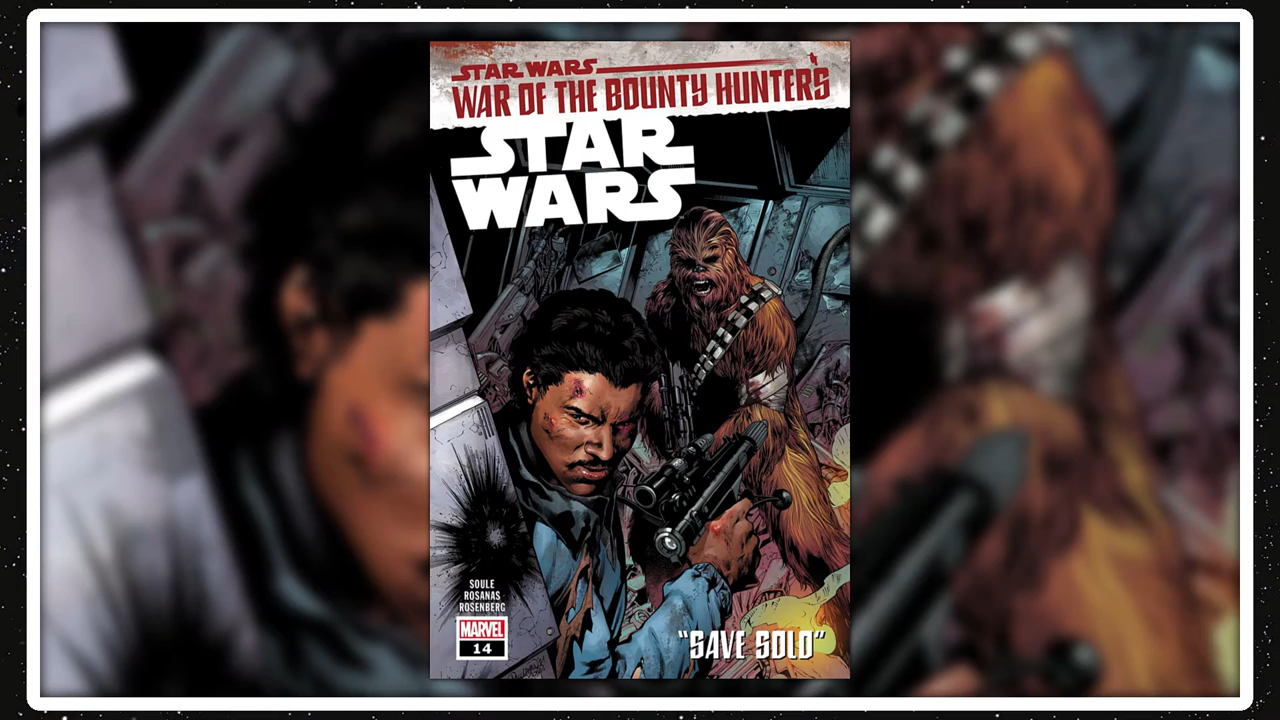 STAR WARS
WAR OF THE BOUNTY HUNTERS
STAR
WARS
SOULE
ROSANAS
ROSENBERG
MARVEL
14
"SAVE SOLO"